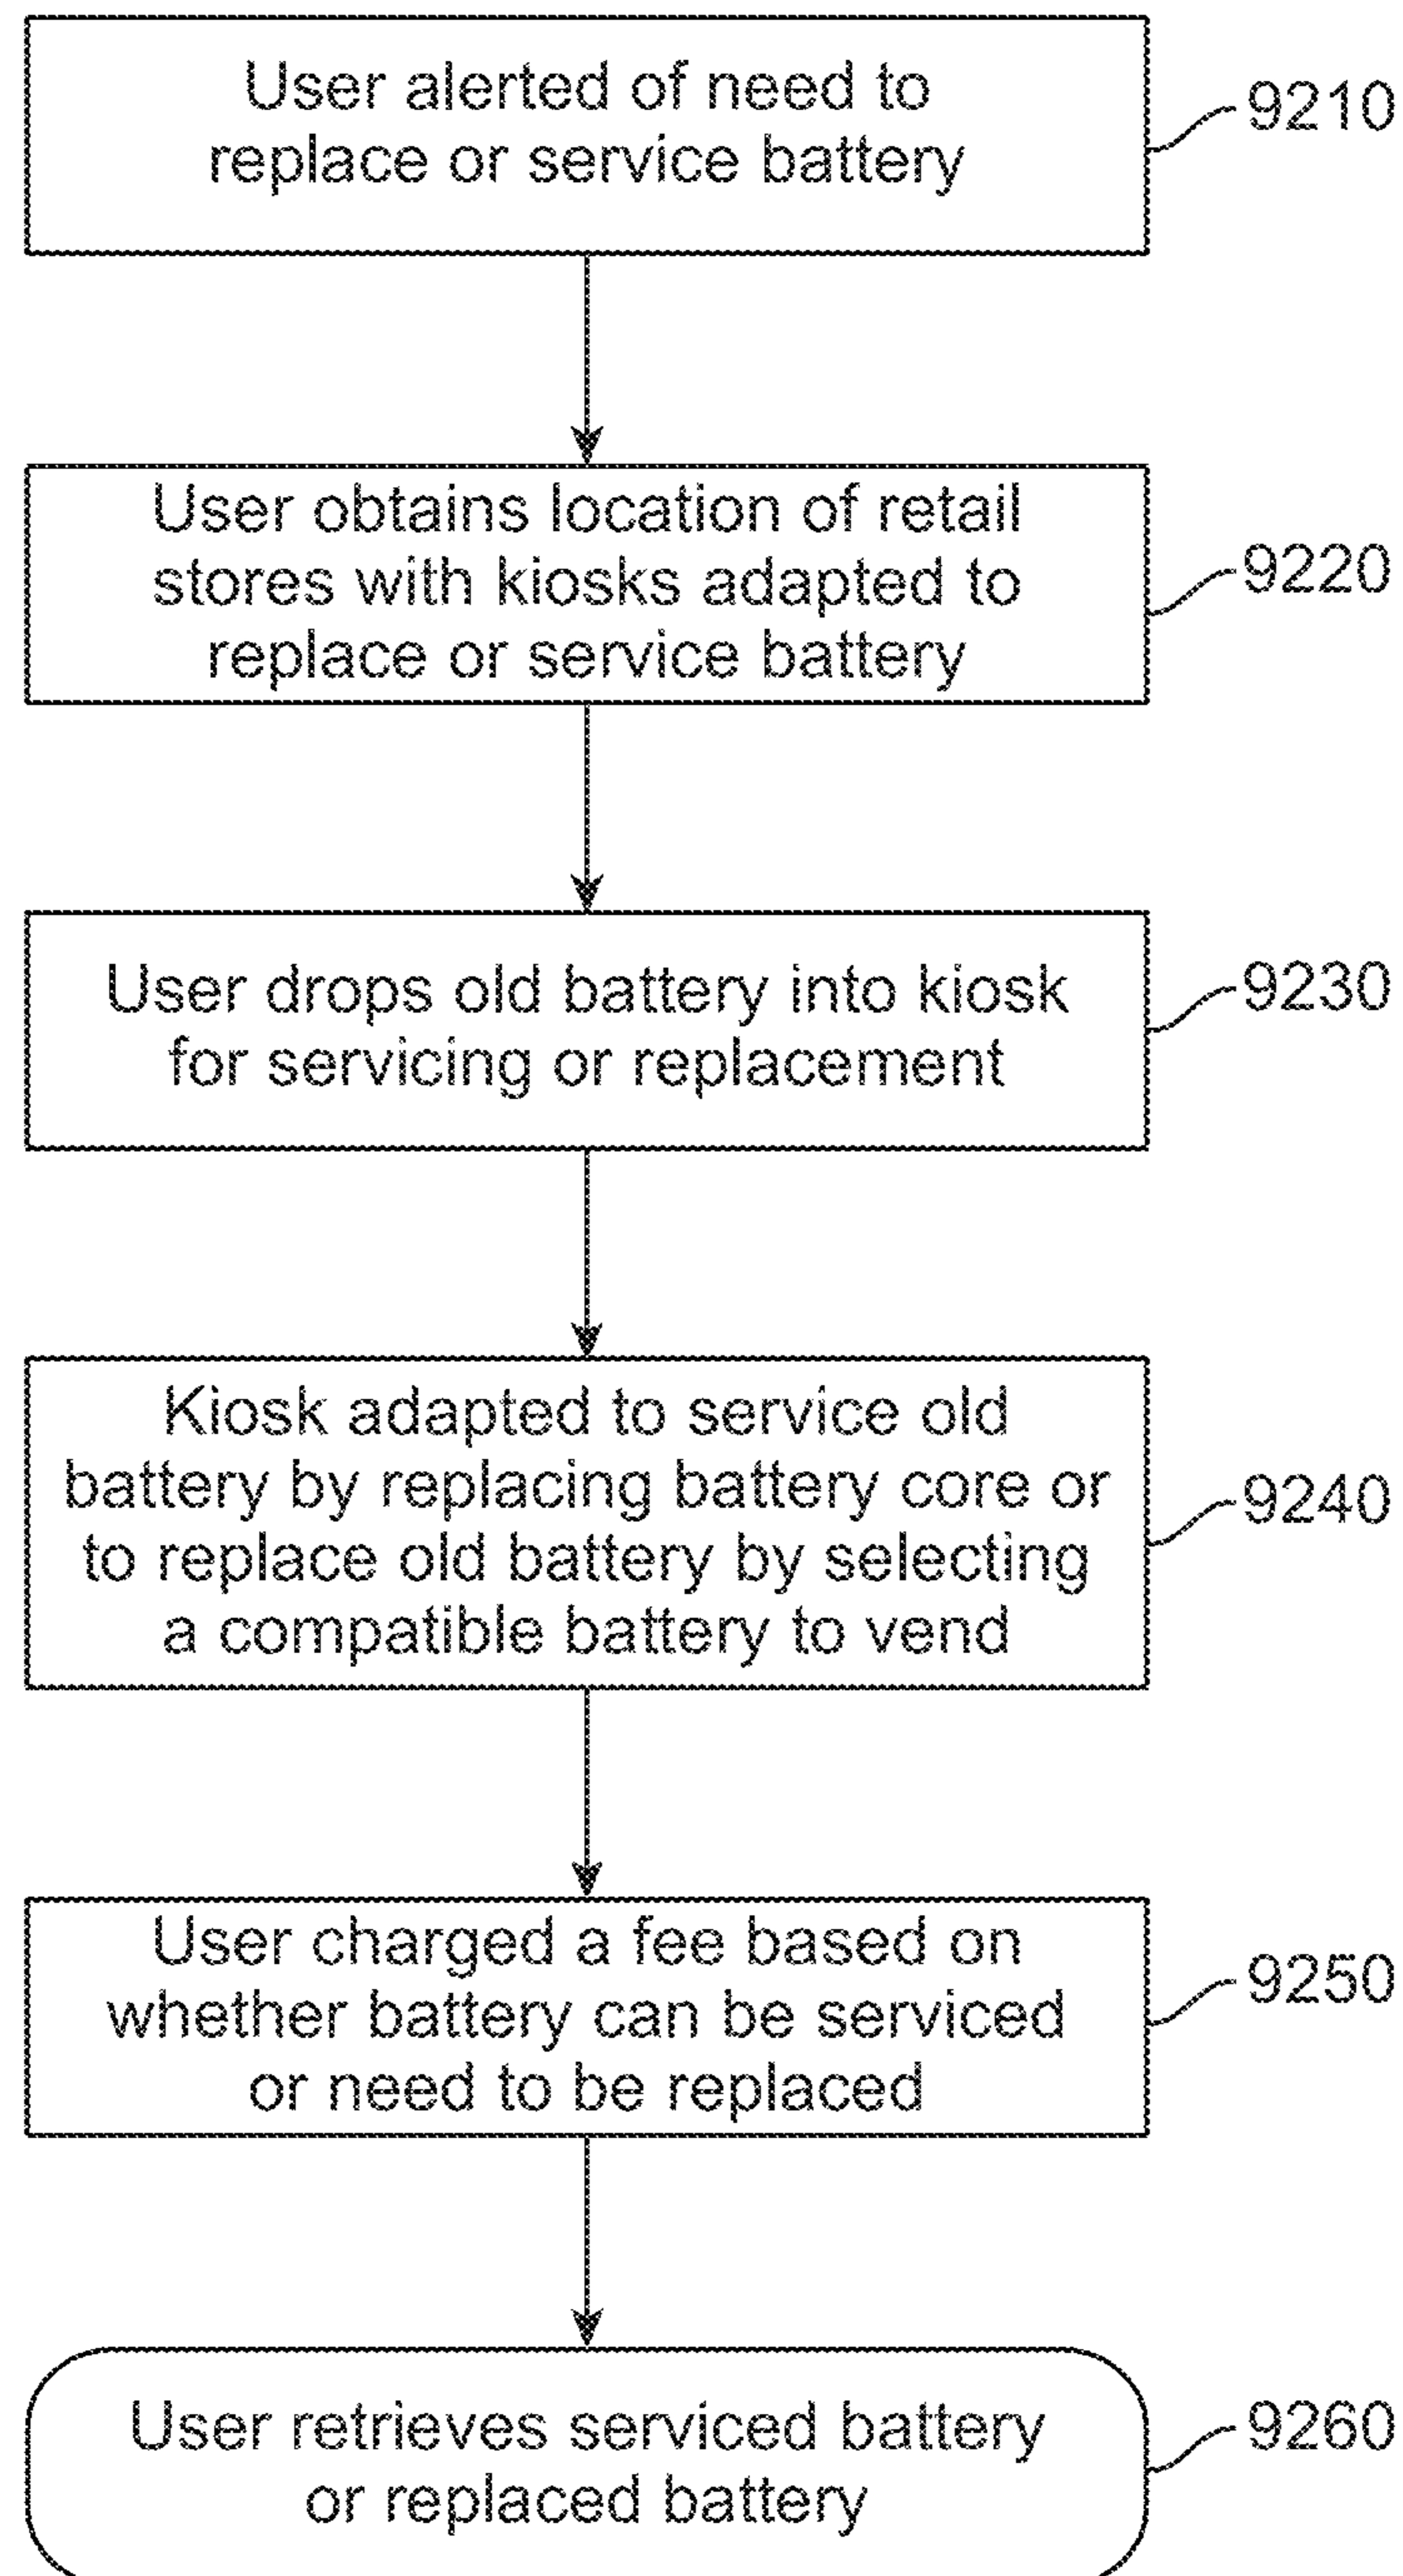 User alerted of need to
replace or service battery
9210
User obtains location of retail
stores with kiosks adapted to
replace or service battery
9220
User drops old battery into kiosk
for servicing or replacement
9230
Kiosk adapted to service old
battery by replacing battery core or
to replace old battery by selecting
a compatible battery to vend
9240
User charged a fee based on
whether battery can be serviced
or need to be replaced
9250
User retrieves serviced battery
or replaced battery
9260